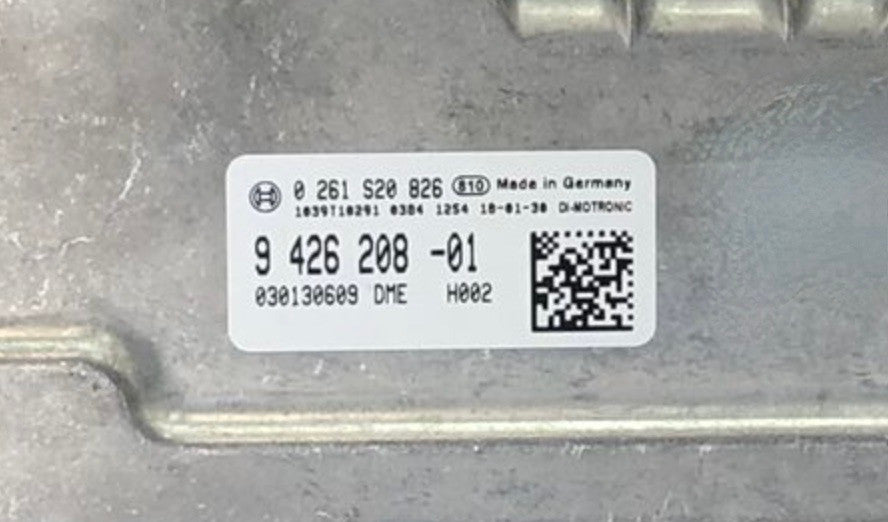 0 261 S20 826 810 Made in Germany
1039T10291 0384 1254 18-01-30 DI-MOTRONIC
9 426 208 -01
030130609 DME H002